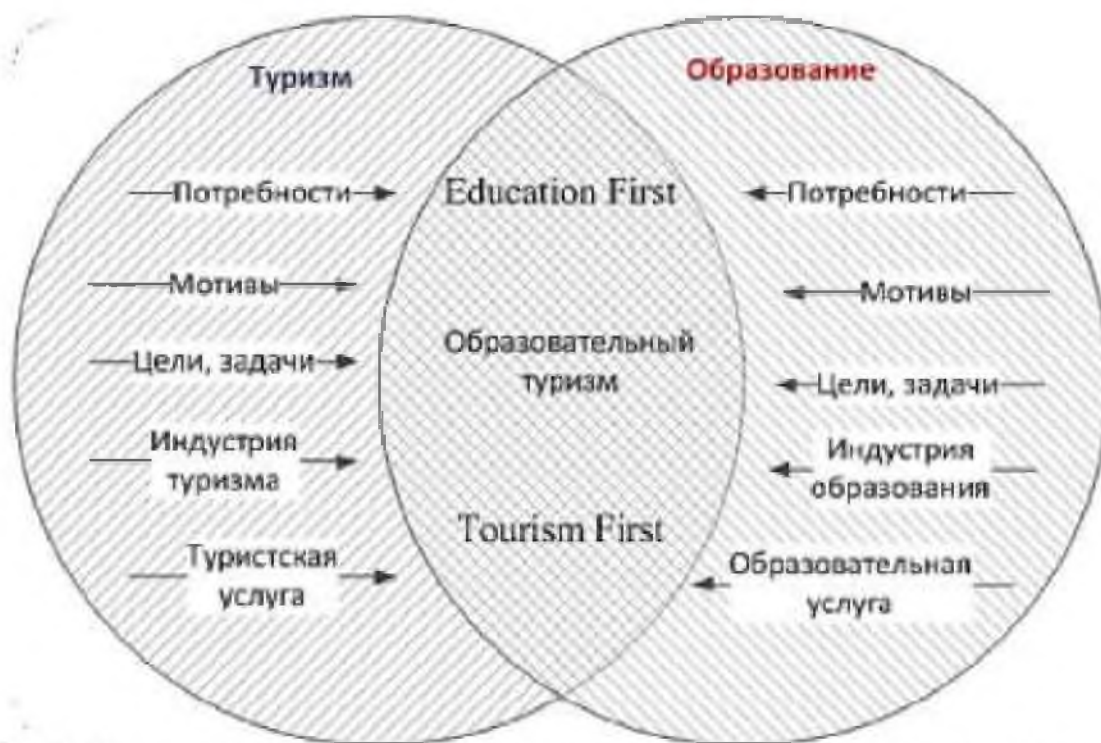 Туризм
Образование
Потребности
Education First
Потребности
Мотивы
Мотивы
Образовательный
туризм
Цели, задачи
Цели, задачи
Индустрия
туризма
Индустрия
образования
Tourism First
Туристская
услуга
Образовательная
услуга